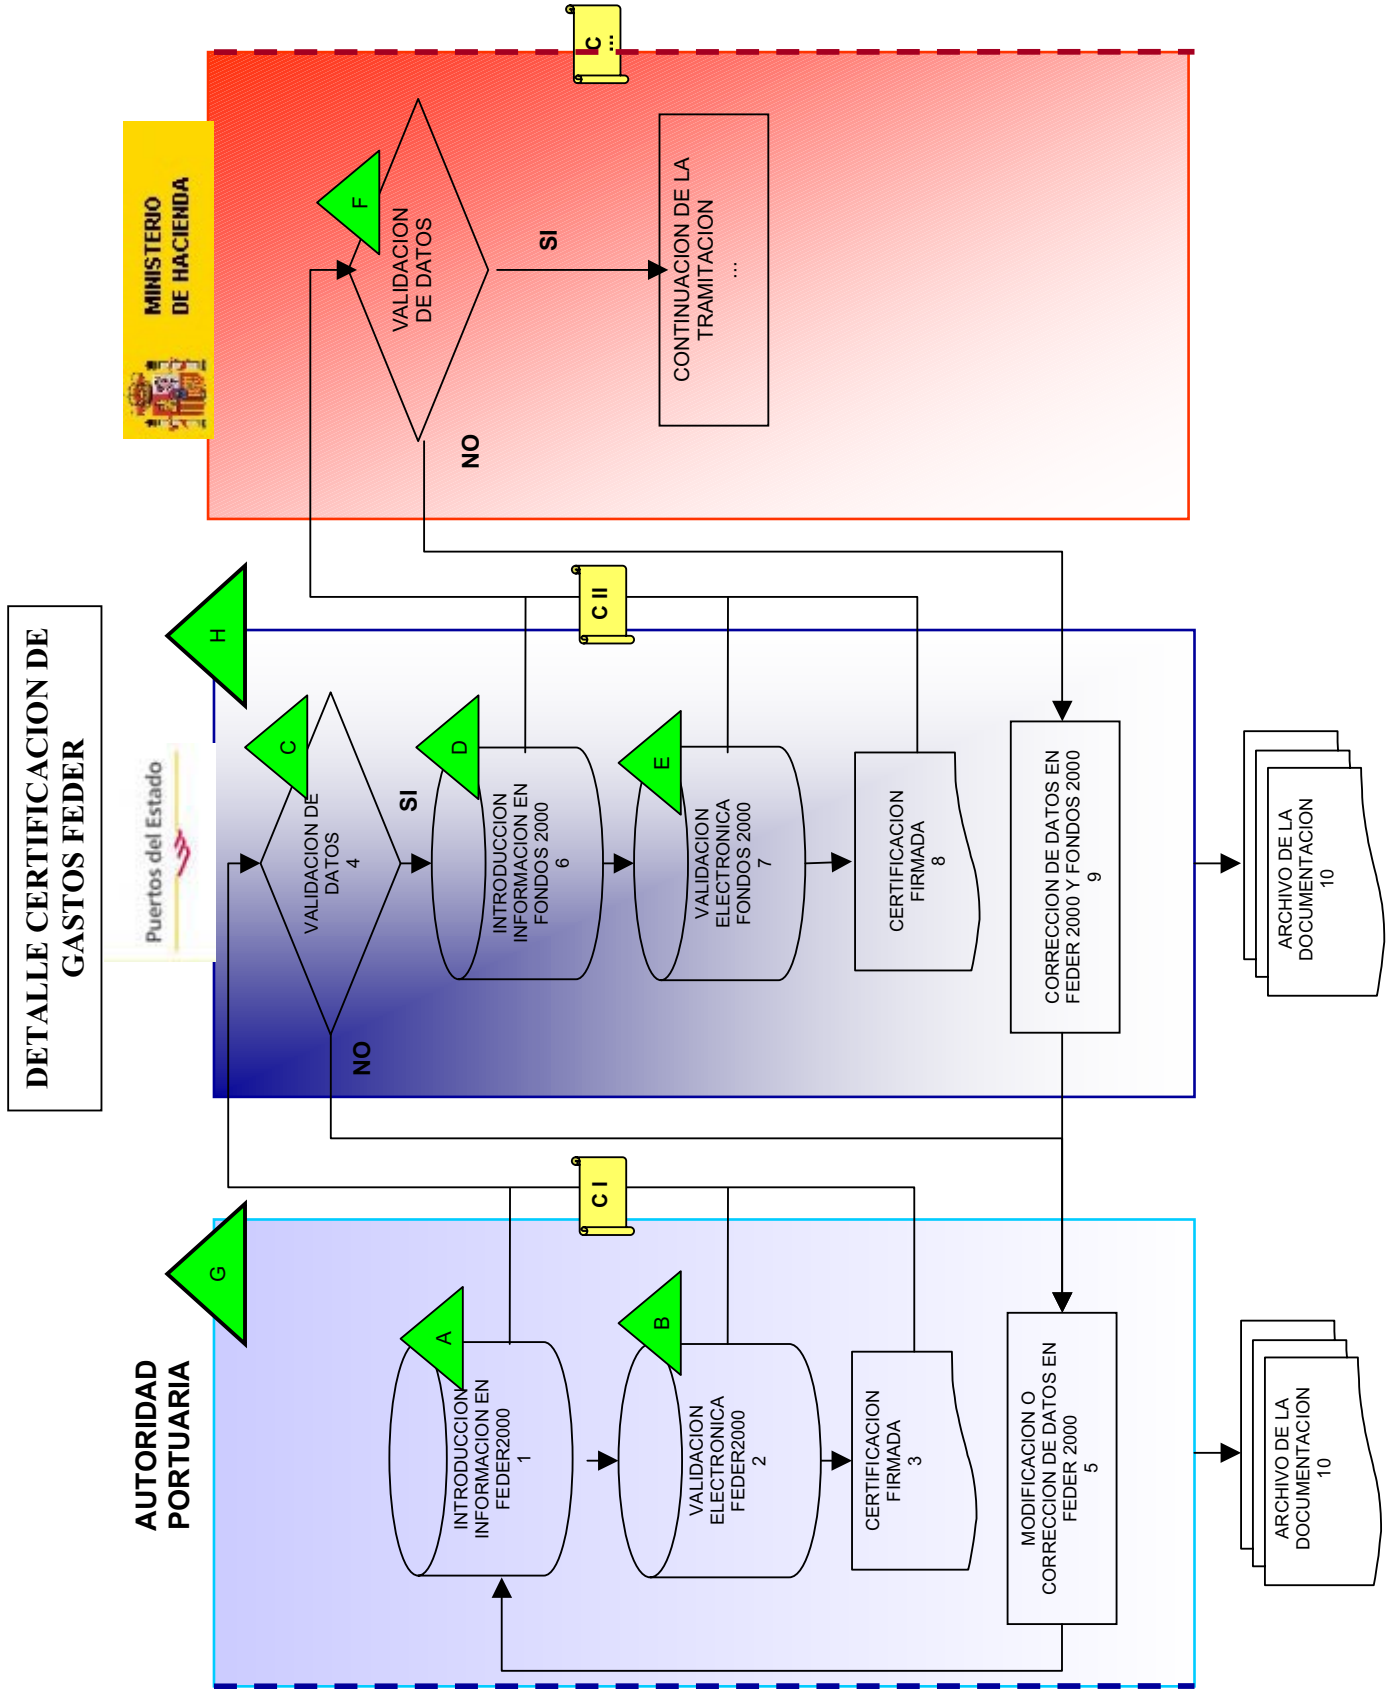 DETALLE CERTIFICACION DE
GASTOS FEDER
AUTORIDAD
PORTUARIA
G
A
INTRODUCCION
INFORMACION EN
FEDER2000
1
B
VALIDACION
ELECTRONICA
FEDER2000
2
CERTIFICACION
FIRMADA
3
MODIFICACION O
CORRECCION DE DATOS EN
FEDER 2000
5
ARCHIVO DE LA
DOCUMENTACION
10
C I
Puertos del Estado
H
C
VALIDACION DE
DATOS
4
NO
SI
D
INTRODUCCION
INFORMACION EN
FONDOS 2000
6
E
VALIDACION
ELECTRONICA
FONDOS 2000
7
CERTIFICACION
FIRMADA
8
CORRECCION DE DATOS EN
FEDER 2000 Y FONDOS 2000
9
ARCHIVO DE LA
DOCUMENTACION
10
C II
MINISTERIO
DE HACIENDA
F
VALIDACION
DE DATOS
NO
SI
CONTINUACION DE LA
TRAMITACION
...
C
...